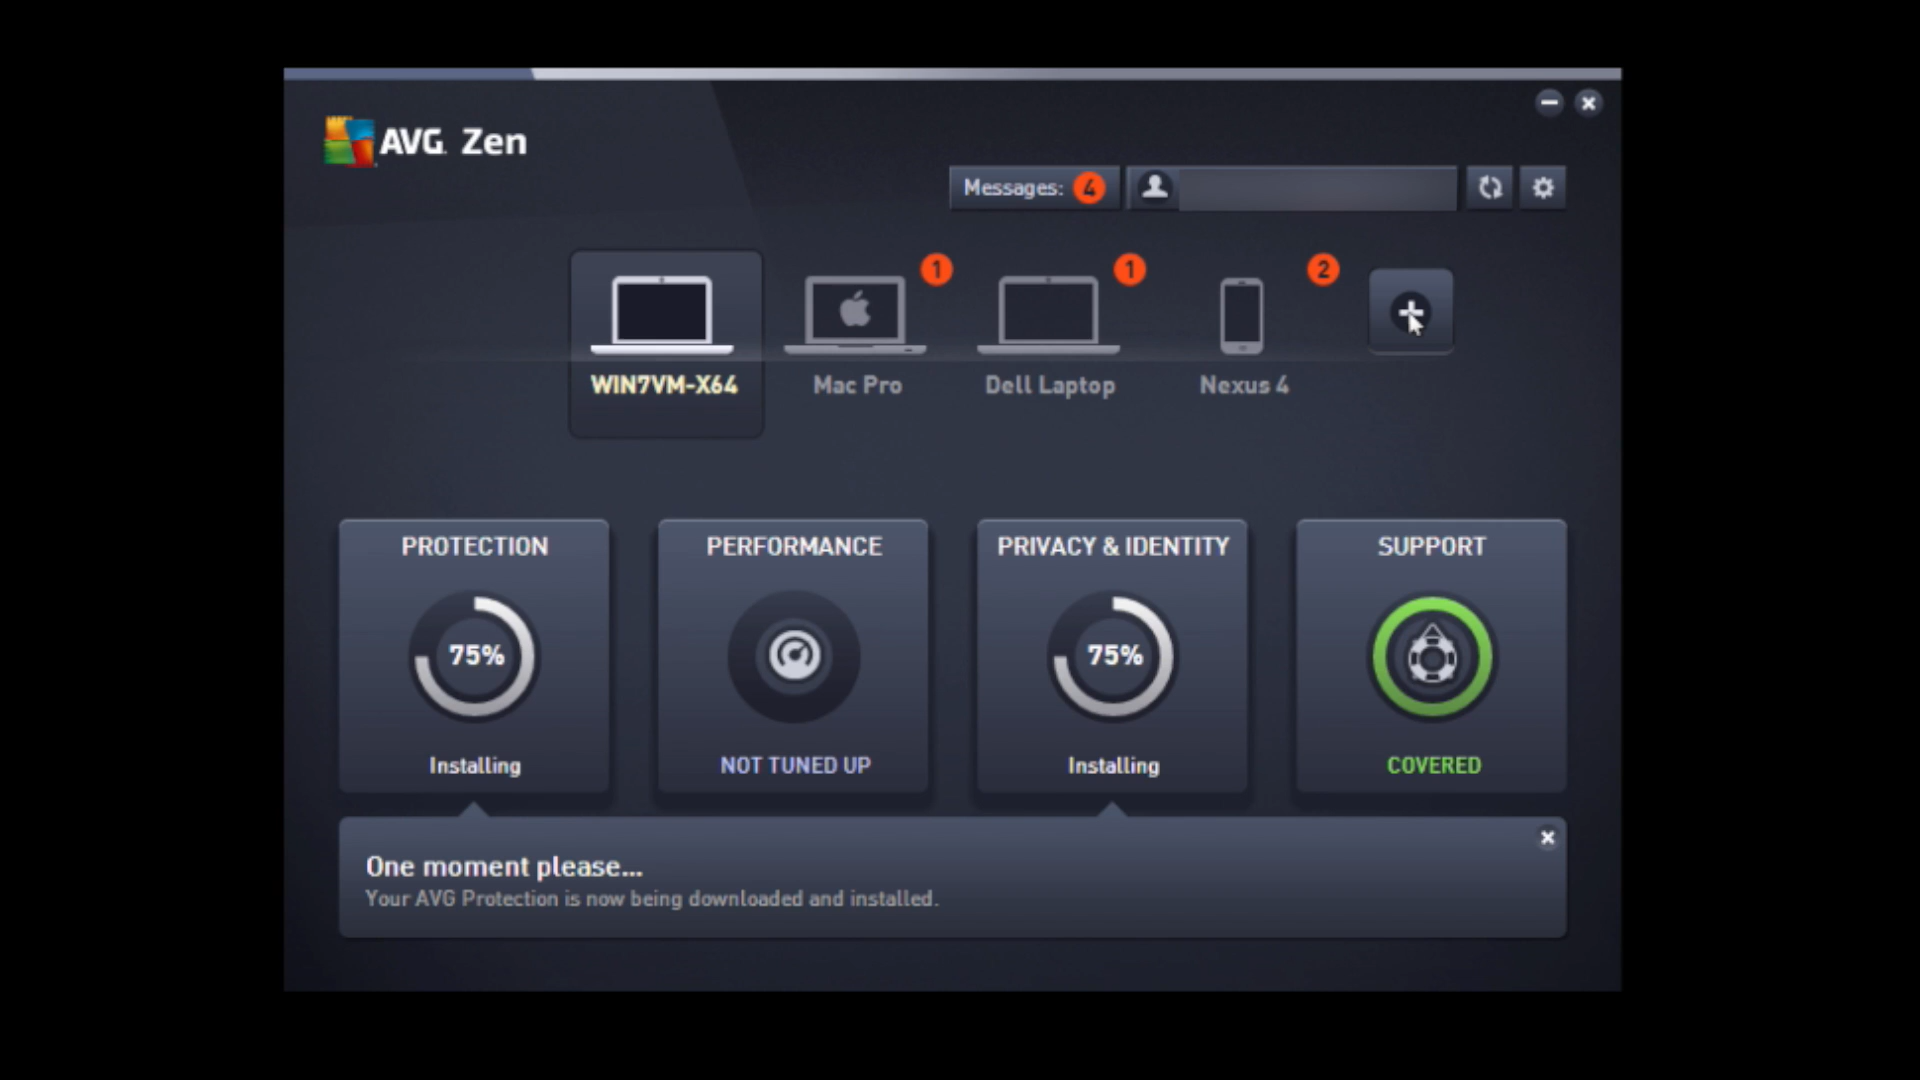 AVG. Zen
Messages: 4
1
1
2
WIN7VM-X64
Mac Pro
Dell Laptop
Nexus 4
PROTECTION
75%
Installing
PERFORMANCE
NOT TUNED UP
PRIVACY & IDENTITY
75%
Installing
SUPPORT
COVERED
One moment please...
Your AVG Protection is now being downloaded and installed.